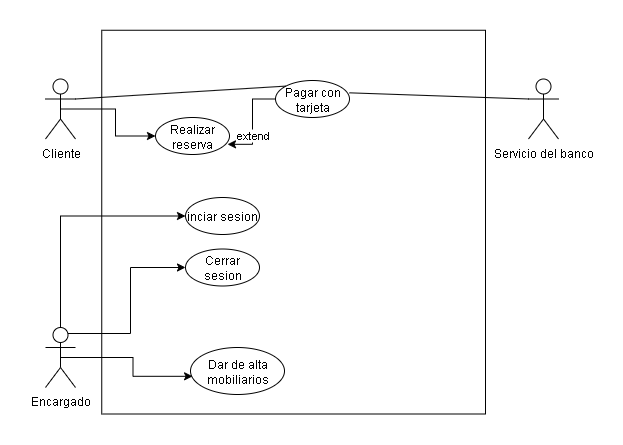 Pagar con
tarjeta
Realizar
reserva
extend
Cliente
Servicio del banco
inciar sesion
Cerrar
sesion
Dar de alta
mobiliarios
Encargado